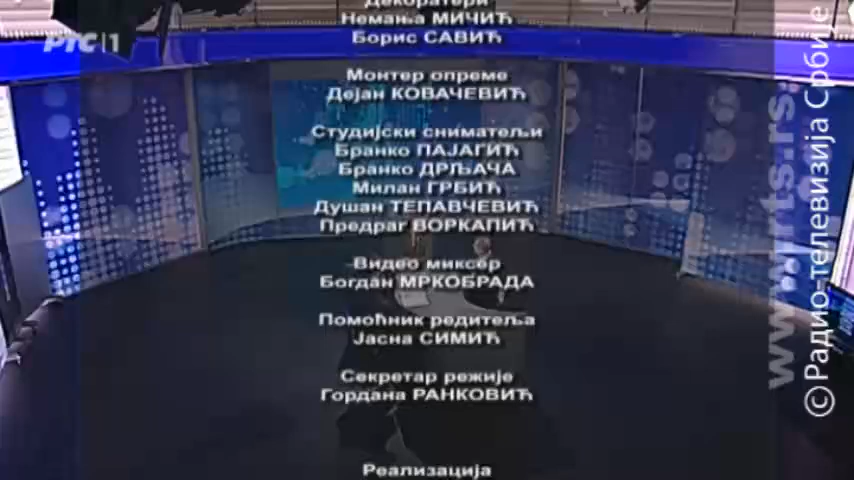 Декоратери
Немања МИЧИЋ
Борис САВИЋ
РТС 1
Монтер опреме
Дејан КОВАЧЕВИЋ
Студијски сниматељи
Бранко ПАЈАГИЋ
Бранко ДРЉАЧА
Милан ГРБИЋ
Душан ТЕПАВЧЕВИЋ
Предраг ВОРКАПИЋ
Видео миксер
Богдан МРКОБРАДА
Помоћник редитеља
Јасна СИМИЋ
Секретар режије
Гордана РАНКОВИЋ
Реализација
www.rts.rs
© Радио-телевизија Србије